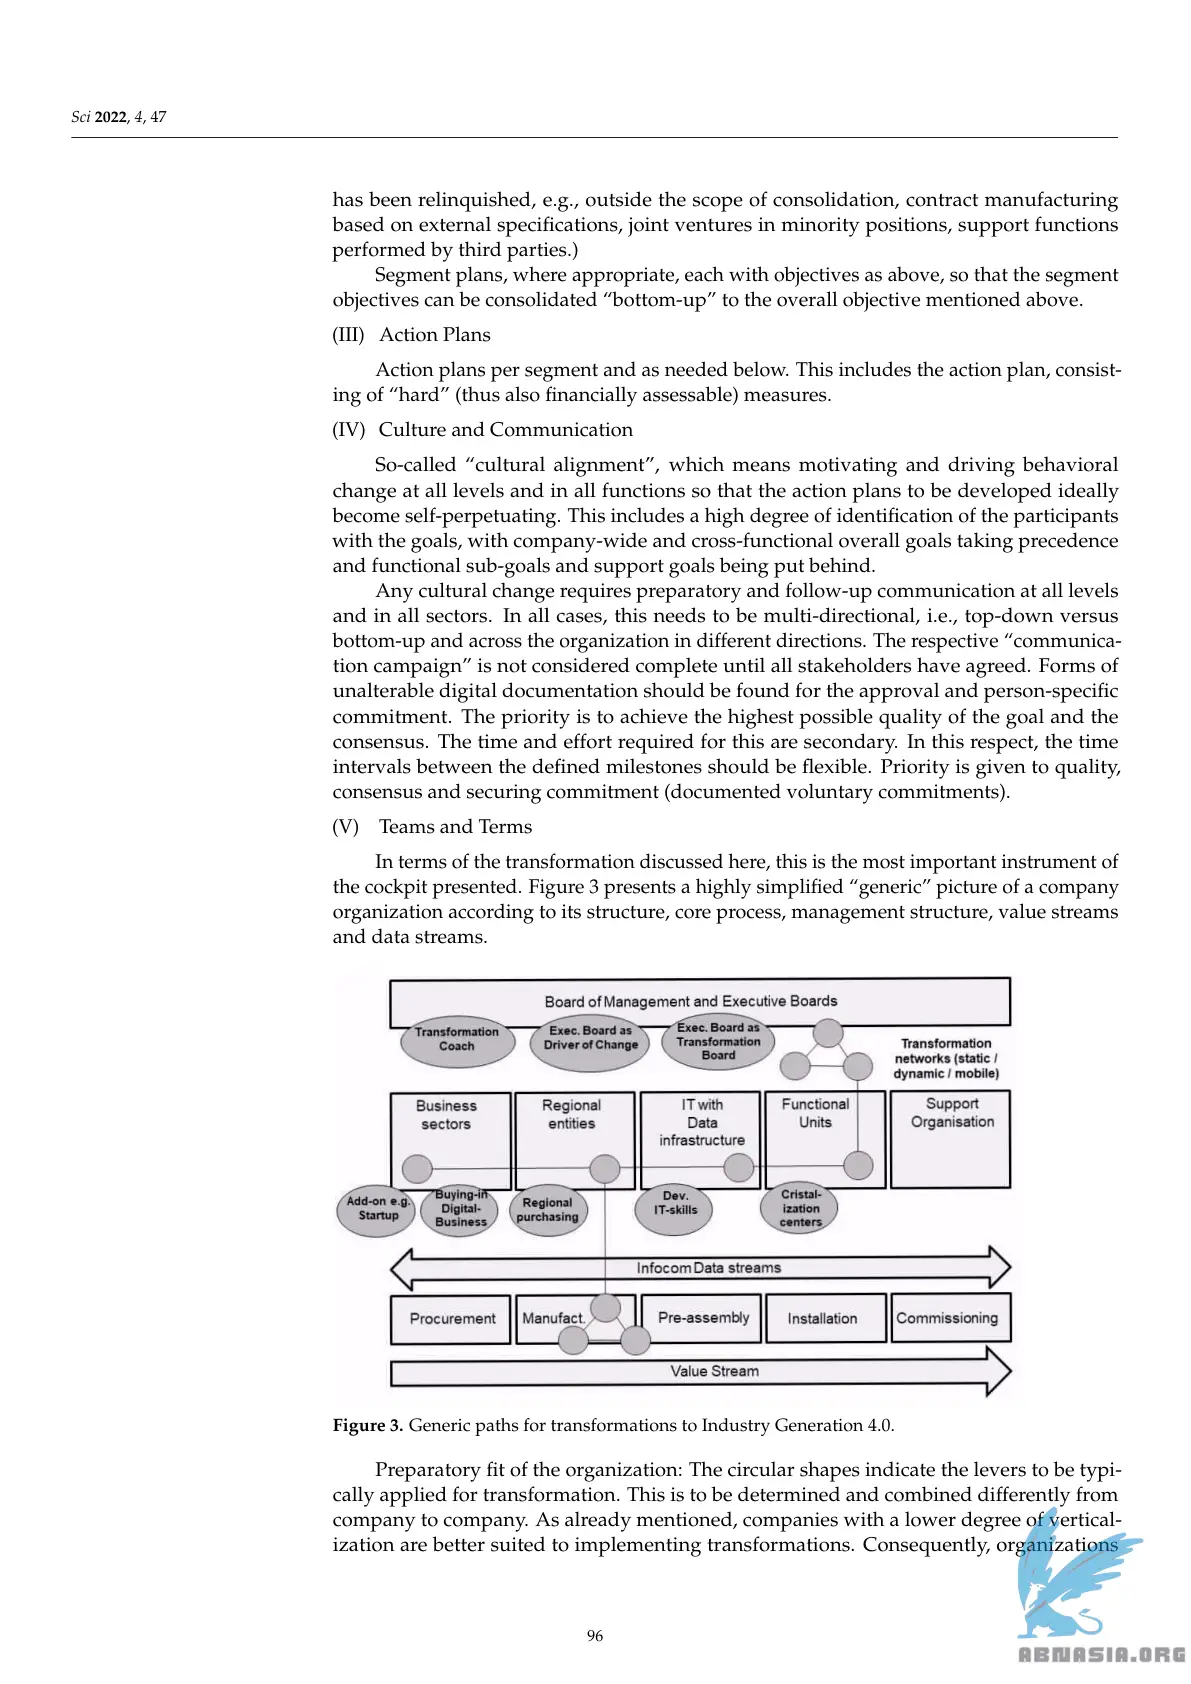 Sci 2022, 4, 47
has been relinquished, e.g., outside the scope of consolidation, contract manufacturing
based on external specifications, joint ventures in minority positions, support functions
performed by third parties.)
Segment plans, where appropriate, each with objectives as above, so that the segment
objectives can be consolidated “bottom-up” to the overall objective mentioned above.
(III) Action Plans
Action plans per segment and as needed below. This includes the action plan, consist-
ing of “hard” (thus also financially assessable) measures.
(IV) Culture and Communication
So-called “cultural alignment”, which means motivating and driving behavioral
change at all levels and in all functions so that the action plans to be developed ideally
become self-perpetuating. This includes a high degree of identification of the participants
with the goals, with company-wide and cross-functional overall goals taking precedence
and functional sub-goals and support goals being put behind.
Any cultural change requires preparatory and follow-up communication at all levels
and in all sectors. In all cases, this needs to be multi-directional, i.e., top-down versus
bottom-up and across the organization in different directions. The respective “communica-
tion campaign” is not considered complete until all stakeholders have agreed. Forms of
unalterable digital documentation should be found for the approval and person-specific
commitment. The priority is to achieve the highest possible quality of the goal and the
consensus. The time and effort required for this are secondary. In this respect, the time
intervals between the defined milestones should be flexible. Priority is given to quality,
consensus and securing commitment (documented voluntary commitments).
(V) Teams and Terms
In terms of the transformation discussed here, this is the most important instrument of
the cockpit presented. Figure 3 presents a highly simplified “generic” picture of a company
organization according to its structure, core process, management structure, value streams
and data streams.
Board of Management and Executive Boards
Transformation
Coach
Exec. Board as
Driver of Change
Exec. Board as
Transformation
Board
Transformation
networks (static /
dynamic / mobile)
Business
sectors
Regional
entities
IT with
Data
infrastructure
Functional
Units
Support
Organisation
Add-on e.g.
Startup
Buying-in
Digital-
Business
Regional
purchasing
Dev.
IT-skills
Cristal-
ization
centers
Infocom Data streams
Procurement
Manufact.
Pre-assembly
Installation
Commissioning
Value Stream
Figure 3. Generic paths for transformations to Industry Generation 4.0.
Preparatory fit of the organization: The circular shapes indicate the levers to be typi-
cally applied for transformation. This is to be determined and combined differently from
company to company. As already mentioned, companies with a lower degree of vertical-
ization are better suited to implementing transformations. Consequently, organizations
96
ABNASIA.ORG